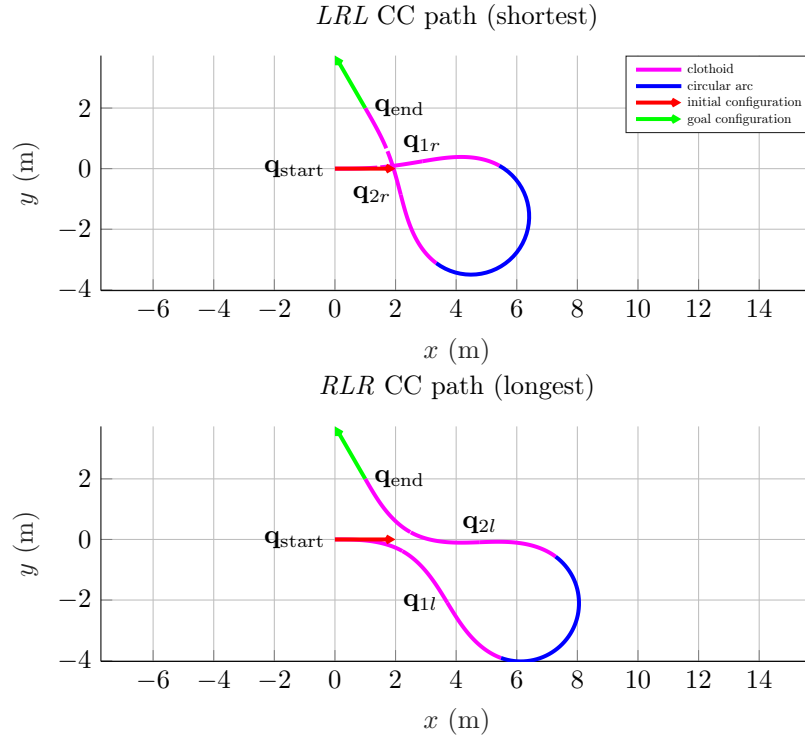 LRL CC path (shortest)
clothoid
circular arc
initial configuration
goal configuration
2
0
−2
−4
y (m)
q_end
q_1r
q_start
q_2r
−6 −4 −2 0 2 4 6 8 10 12 14
x (m)
RLR CC path (longest)
2
0
−2
−4
y (m)
q_end
q_start
q_2l
q_1l
−6 −4 −2 0 2 4 6 8 10 12 14
x (m)